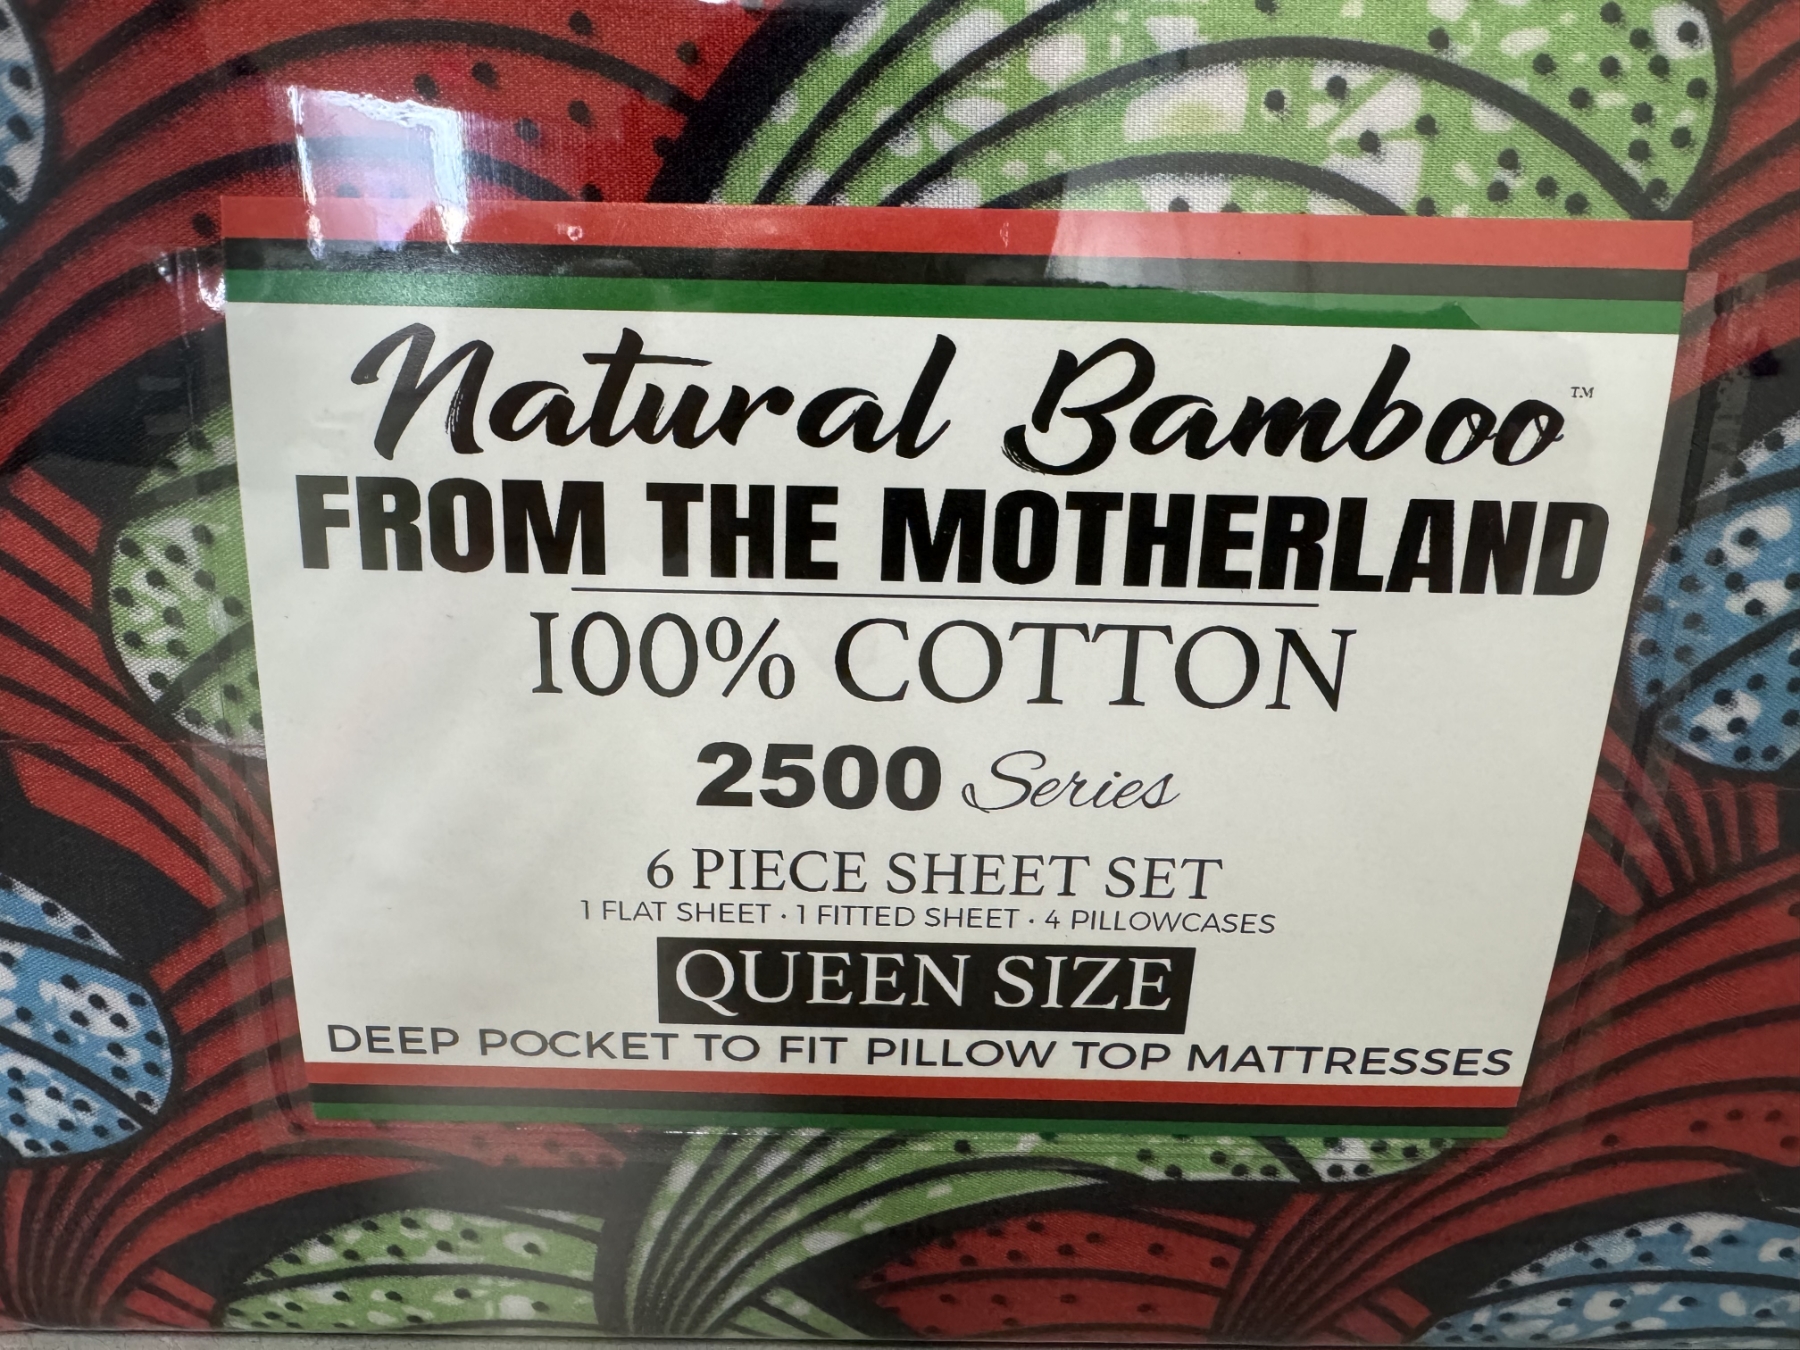 Natural Bamboo™
FROM THE MOTHERLAND
100% COTTON
2500 Series
6 PIECE SHEET SET
1 FLAT SHEET · 1 FITTED SHEET · 4 PILLOWCASES
QUEEN SIZE
DEEP POCKET TO FIT PILLOW TOP MATTRESSES